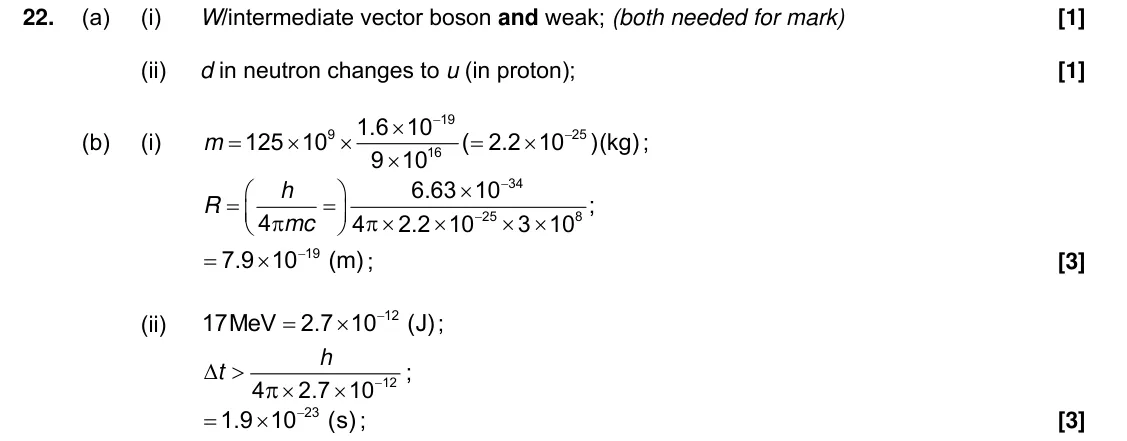 22. (a) (i) W/intermediate vector boson and weak; (both needed for mark) [1]
(ii) d in neutron changes to u (in proton); [1]
(b) (i) m = 125 × 10⁹ × (1.6 × 10⁻¹⁹)/(9 × 10¹⁶) (= 2.2 × 10⁻²⁵)(kg);
R = (h/(4πmc) =) 6.63 × 10⁻³⁴/(4π × 2.2 × 10⁻²⁵ × 3 × 10⁸);
= 7.9 × 10⁻¹⁹ (m); [3]
(ii) 17 MeV = 2.7 × 10⁻¹² (J);
Δt > h/(4π × 2.7 × 10⁻¹²);
= 1.9 × 10⁻²³ (s); [3]